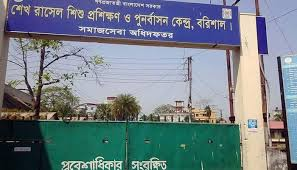 গণপ্রজাতন্ত্রী বাংলাদেশ সরকার
শেখ রাসেল শিশু প্রশিক্ষণ ও পুনর্বাসন কেন্দ্র, বরিশাল।
সমাজসেবা অধিদফতর
প্রবেশাধিকার সংরক্ষিত